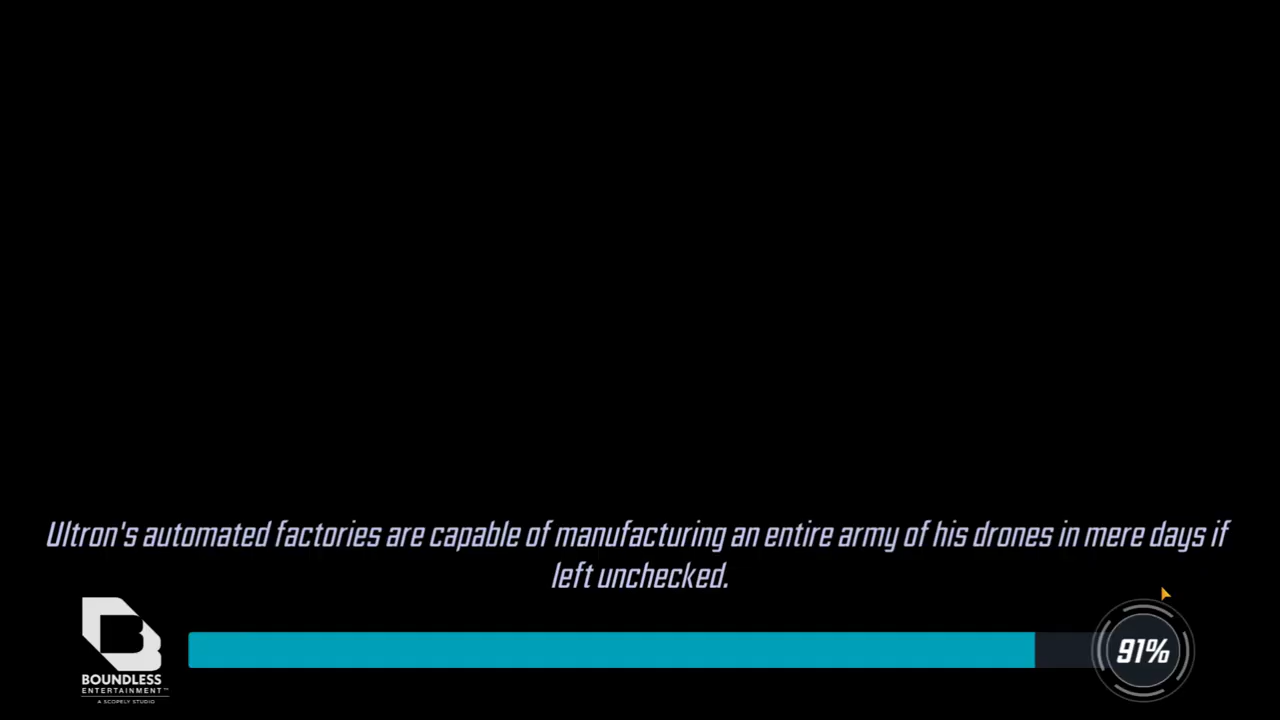 Ultron's automated factories are capable of manufacturing an entire army of his drones in mere days if
left unchecked.
91%
BOUNDLESS
ENTERTAINMENT™
A SCOPELY STUDIO